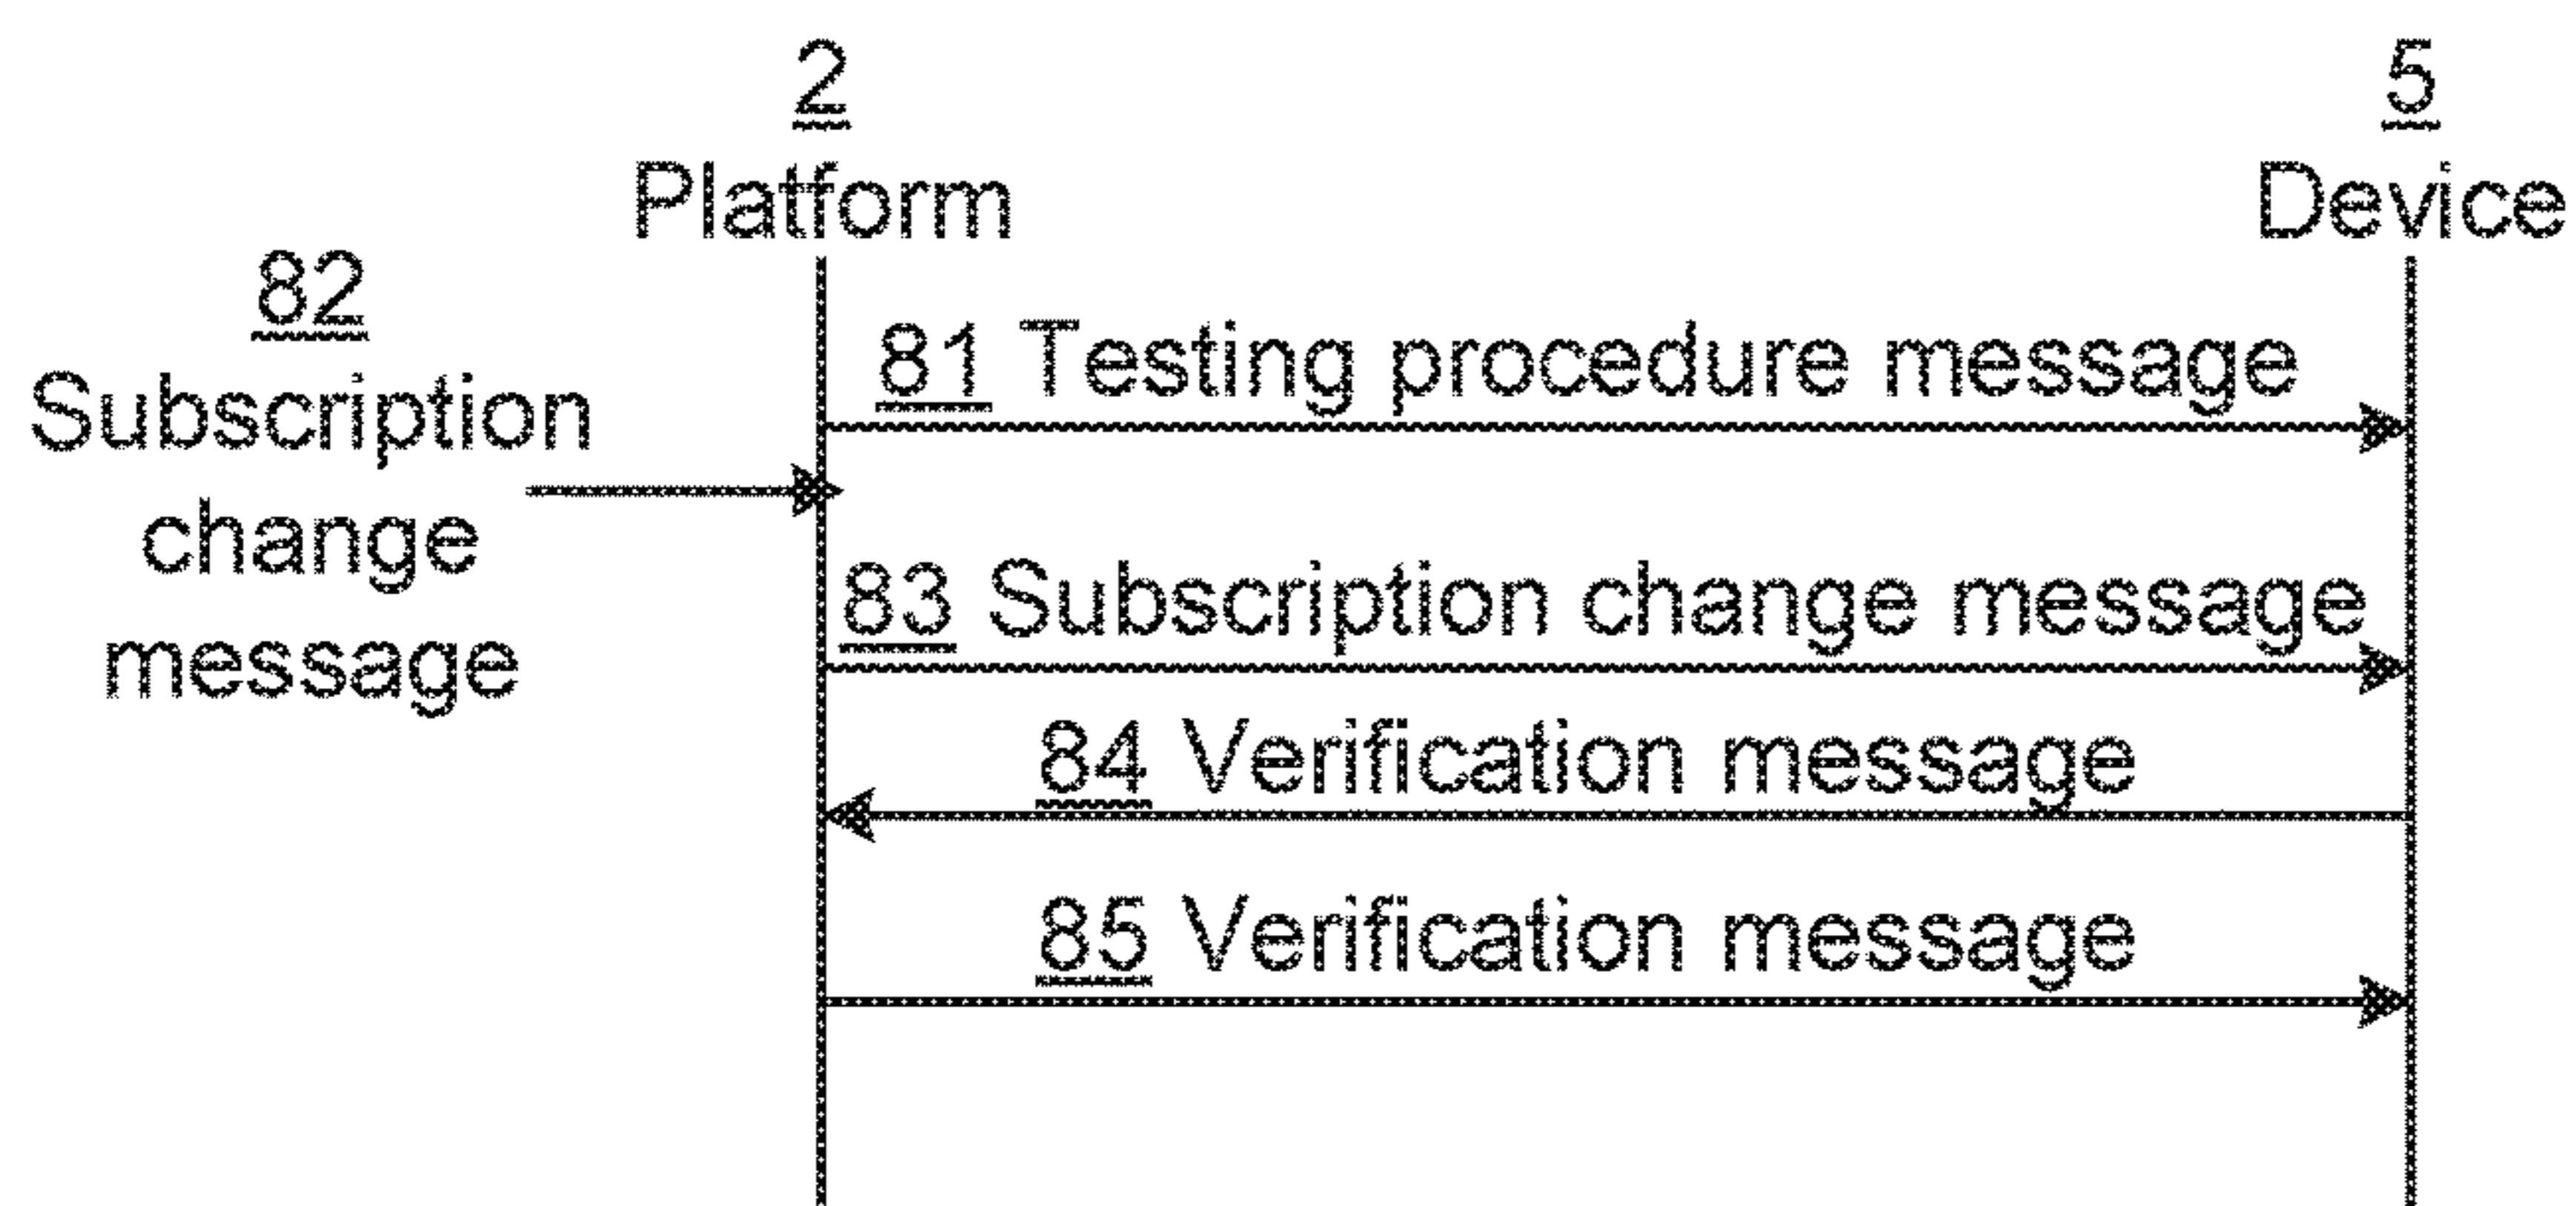 2
Platform
5
Device
82
Subscription
change
message
81 Testing procedure message
83 Subscription change message
84 Verification message
85 Verification message